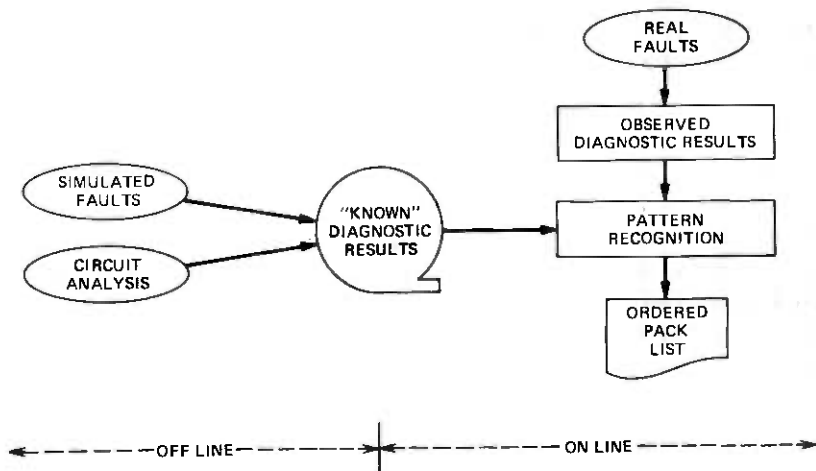 REAL
FAULTS
OBSERVED
DIAGNOSTIC RESULTS
SIMULATED
FAULTS
"KNOWN"
DIAGNOSTIC
RESULTS
PATTERN
RECOGNITION
CIRCUIT
ANALYSIS
ORDERED
PACK
LIST
OFF LINE
ON LINE